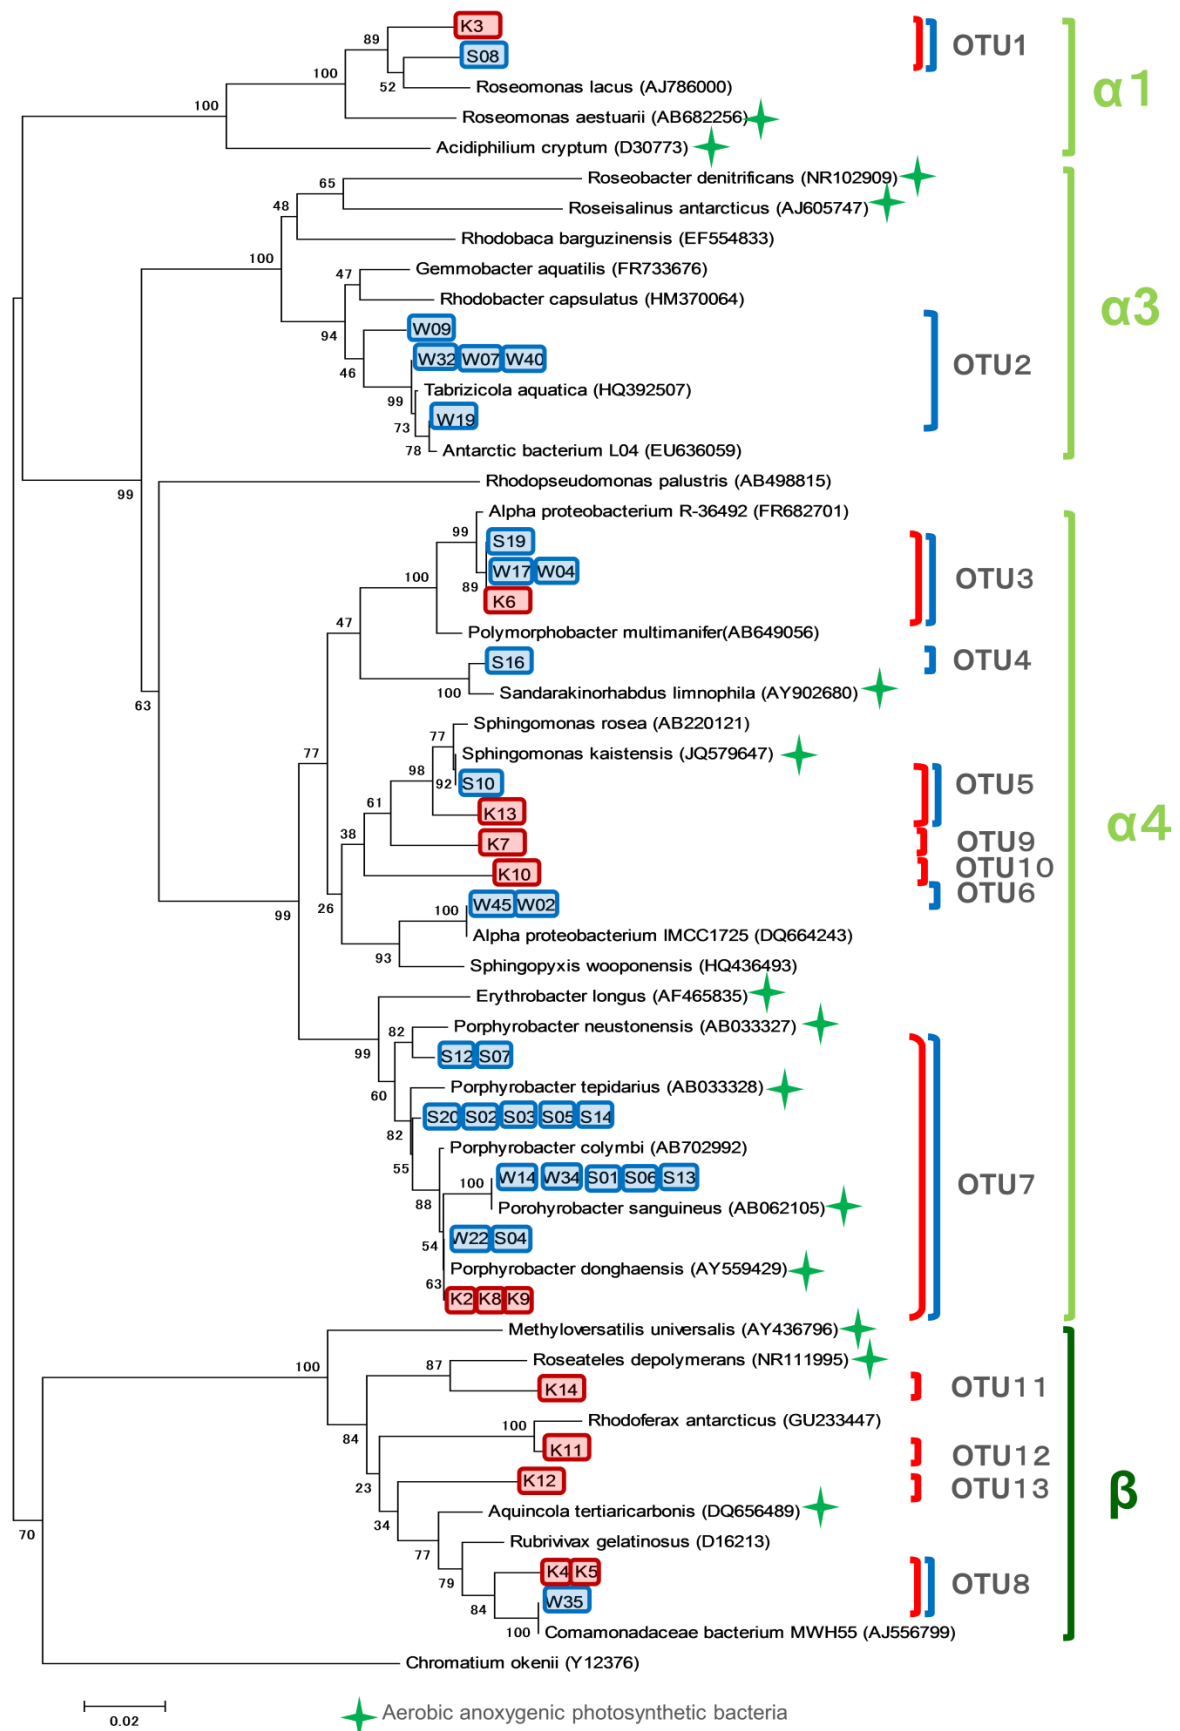 K3
OTU1
89
S08
α1
100
52
Roseomonas lacus (AJ786000)
100
Roseomonas aestuarii (AB682256)
Acidiphilium cryptum (D30773)
65
Roseobacter denitrificans (NR102909)
48
Roseisalinus antarcticus (AJ605747)
100
Rhodobaca barguzinensis (EF554833)
47
Gemmobacter aquatilis (FR733676)
Rhodobacter capsulatus (HM370064)
α3
94
W09
W32 W07 W40
OTU2
46
Tabrizicola aquatica (HQ392507)
99
W19
73
78
Antarctic bacterium L04 (EU636059)
99
Rhodopseudomonas palustris (AB498815)
Alpha proteobacterium R-36492 (FR682701)
99
S19
100
W17 W04
OTU3
89
K6
47
Polymorphobacter multimanifer(AB649056)
S16
OTU4
100
Sandarakinorhabdus limnophila (AY902680)
63
Sphingomonas rosea (AB220121)
77
77
Sphingomonas kaistensis (JQ579647)
98
92
S10
OTU5
61
K13
α4
38
K7
OTU9
K10
OTU10
26
100
W45 W02
OTU6
99
Alpha proteobacterium IMCC1725 (DQ664243)
93
Sphingopyxis wooponensis (HQ436493)
Erythrobacter longus (AF465835)
82
Porphyrobacter neustonensis (AB033327)
99
S12 S07
60
Porphyrobacter tepidarius (AB033328)
S20 S02 S03 S05 S14
82
Porphyrobacter colymbi (AB702992)
55
W14 W34 S01 S06 S13
100
OTU7
88
Porohyrobacter sanguineus (AB062105)
54
W22 S04
Porphyrobacter donghaensis (AY559429)
63
K2 K8 K9
Methyloversatilis universalis (AY436796)
100
87
Roseateles depolymerans (NR111995)
K14
OTU11
84
Rhodoferax antarcticus (GU233447)
100
K11
OTU12
23
K12
OTU13
β
34
Aquincola tertiaricarbonis (DQ656489)
70
77
Rubrivivax gelatinosus (D16213)
79
K4 K5
OTU8
84
W35
100
Comamonadaceae bacterium MWH55 (AJ556799)
Chromatium okenii (Y12376)
0.02
Aerobic anoxygenic photosynthetic bacteria